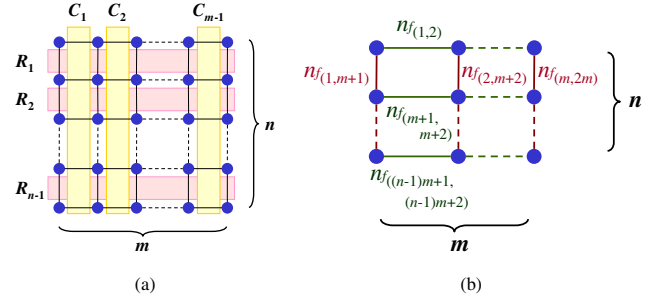 C1 C2 Cm-1
R1
R2
Rn-1
n
m
(a)
nf(1,2)
nf(1,m+1) nf(2,m+2) nf(m,2m)
nf(m+1,
m+2)
nf((n-1)m+1,
(n-1)m+2)
n
m
(b)